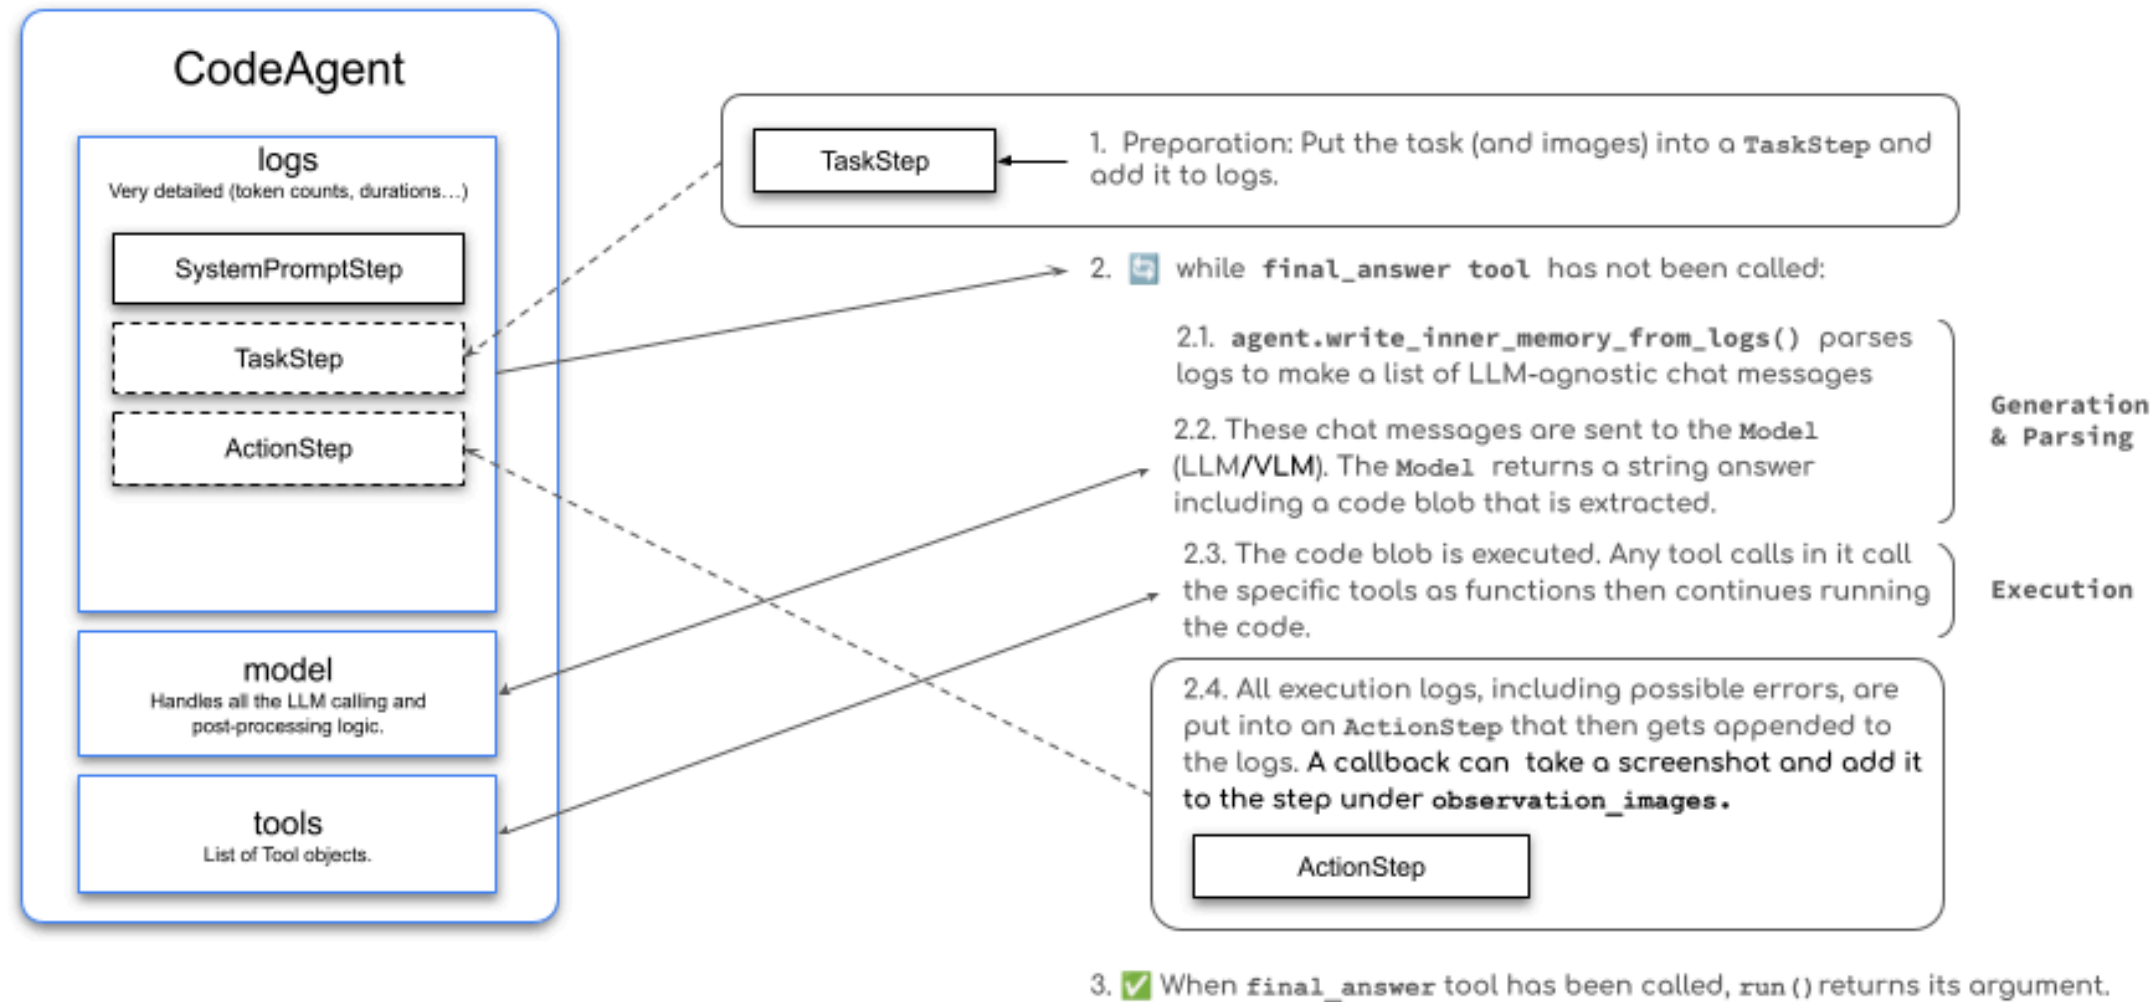 CodeAgent
logs
Very detailed (token counts, durations...)
SystemPromptStep
TaskStep
ActionStep
model
Handles all the LLM calling and
post-processing logic.
tools
List of Tool objects.
TaskStep
1. Preparation: Put the task (and images) into a TaskStep and
add it to logs.
2. 🔄 while final_answer tool has not been called:
2.1. agent.write_inner_memory_from_logs() parses
logs to make a list of LLM-agnostic chat messages
2.2. These chat messages are sent to the Model
(LLM/VLM). The Model returns a string answer
including a code blob that is extracted.
Generation
& Parsing
2.3. The code blob is executed. Any tool calls in it call
the specific tools as functions then continues running
the code.
Execution
2.4. All execution logs, including possible errors, are
put into an ActionStep that then gets appended to
the logs. A callback can take a screenshot and add it
to the step under observation_images.
ActionStep
3. ✅ When final_answer tool has been called, run() returns its argument.